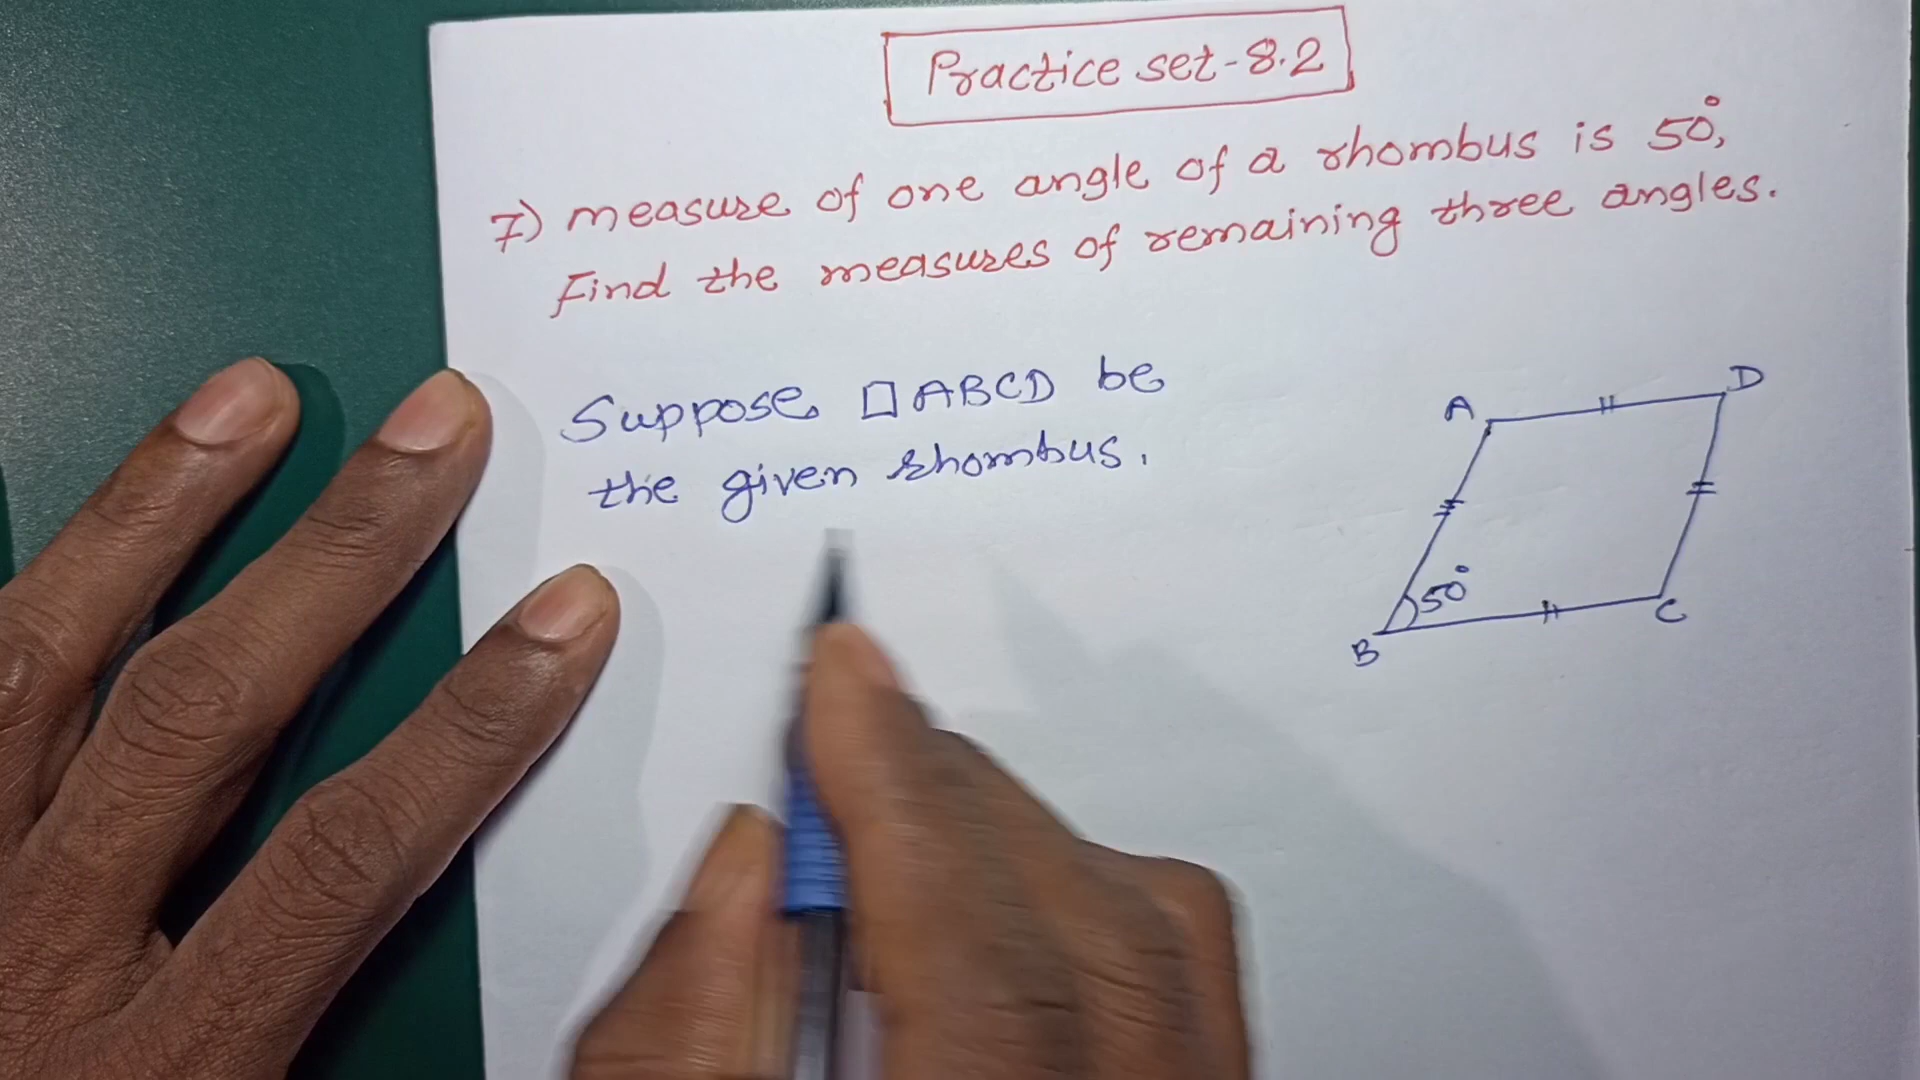 Practice set-8.2
7) measure of one angle of a rhombus is 50°,
Find the measures of remaining three angles.
Suppose □ABCD be
the given rhombus.
A
D
50°
B
C